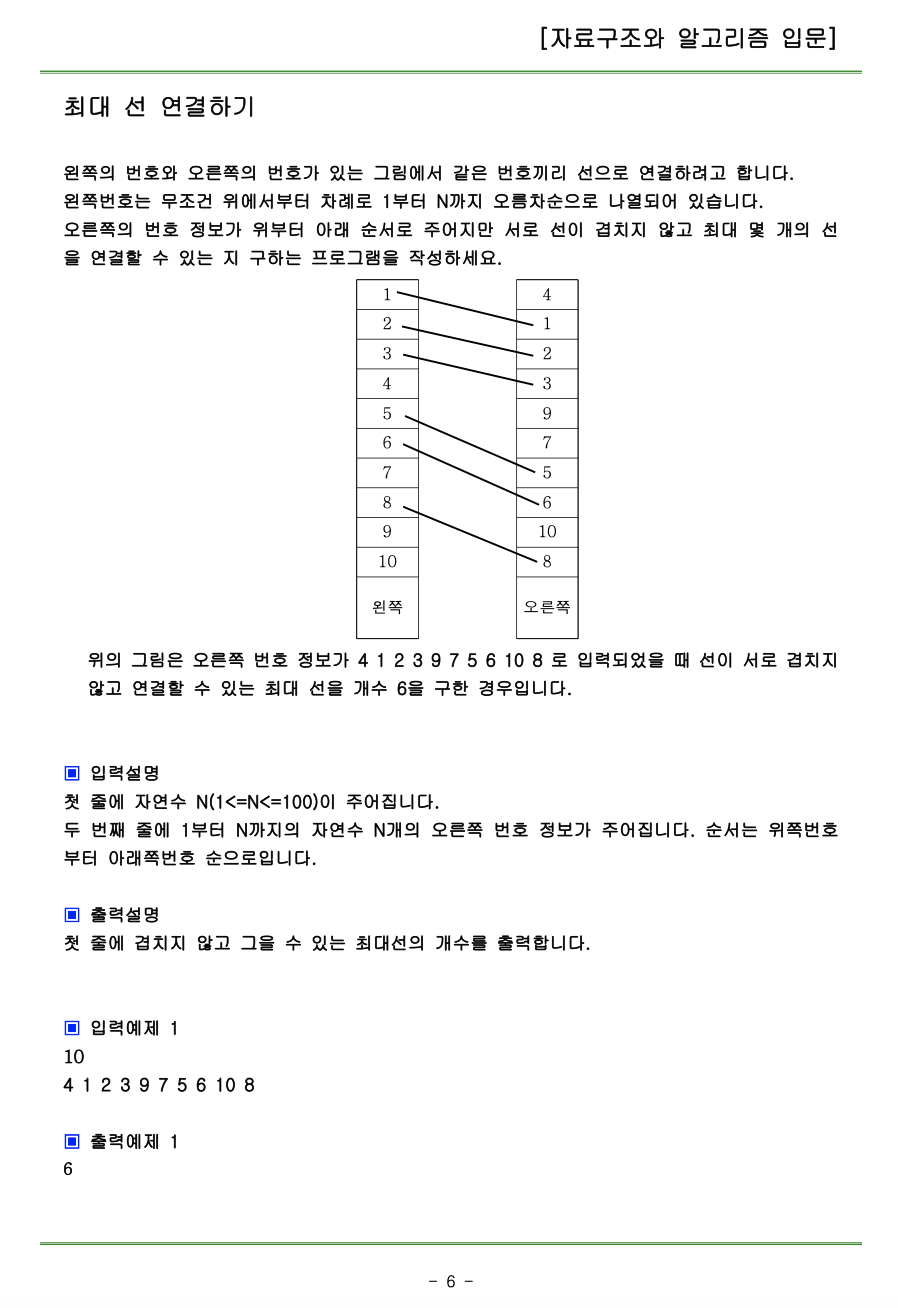 [자료구조와 알고리즘 입문]
최대 선 연결하기
왼쪽의 번호와 오른쪽의 번호가 있는 그림에서 같은 번호끼리 선으로 연결하려고 합니다.
왼쪽번호는 무조건 위에서부터 차례로 1부터 N까지 오름차순으로 나열되어 있습니다.
오른쪽의 번호 정보가 위부터 아래 순서로 주어지만 서로 선이 겹치지 않고 최대 몇 개의 선
을 연결할 수 있는 지 구하는 프로그램을 작성하세요.
1 4
2 1
3 2
4 3
5 9
6 7
7 5
8 6
9 10
10 8
왼쪽 오른쪽
위의 그림은 오른쪽 번호 정보가 4 1 2 3 9 7 5 6 10 8 로 입력되었을 때 선이 서로 겹치지
않고 연결할 수 있는 최대 선을 개수 6을 구한 경우입니다.
▣ 입력설명
첫 줄에 자연수 N(1<=N<=100)이 주어집니다.
두 번째 줄에 1부터 N까지의 자연수 N개의 오른쪽 번호 정보가 주어집니다. 순서는 위쪽번호
부터 아래쪽번호 순으로입니다.
▣ 출력설명
첫 줄에 겹치지 않고 그을 수 있는 최대선의 개수를 출력합니다.
▣ 입력예제 1
10
4 1 2 3 9 7 5 6 10 8
▣ 출력예제 1
6
- 6 -